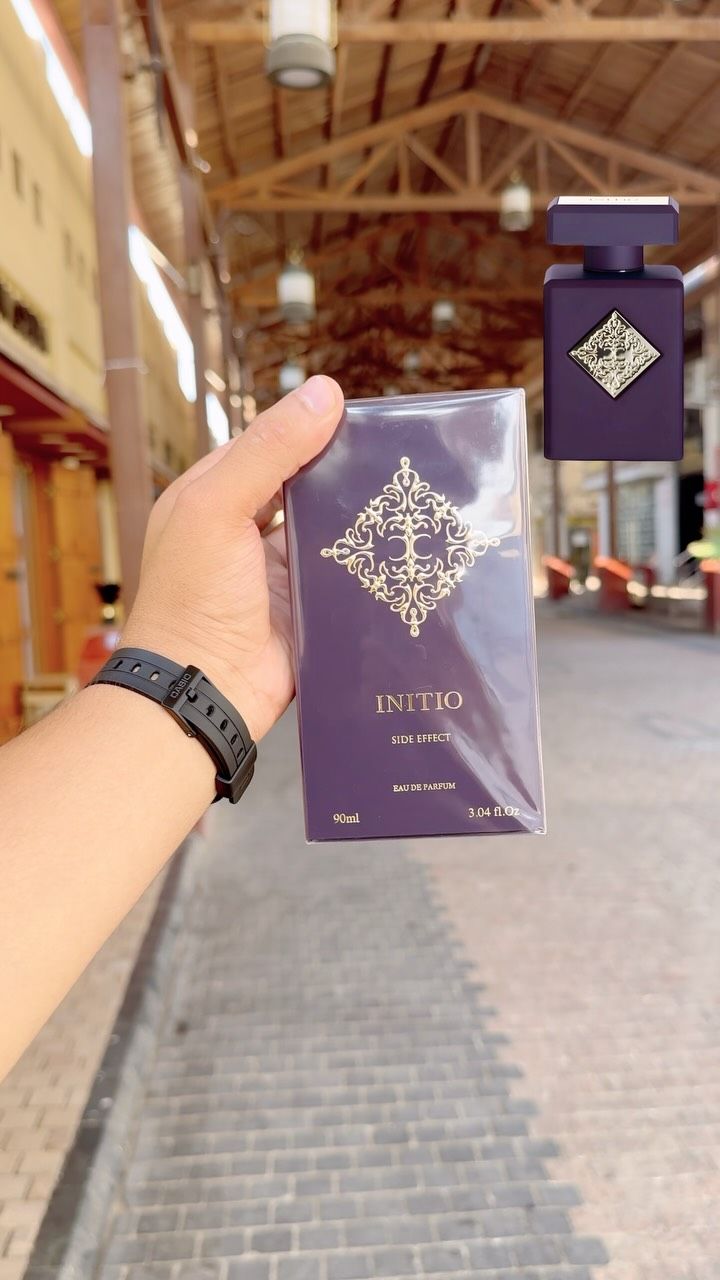 CASIO
INITIO
SIDE EFFECT
EAU DE PARFUM
90ml
3.04 fl.Oz